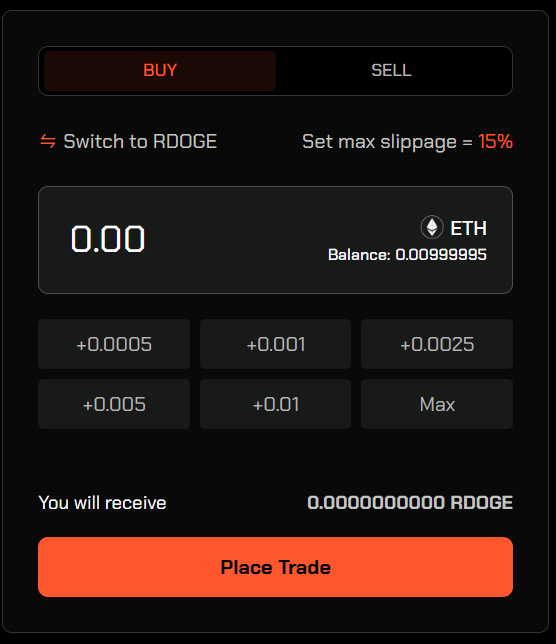 BUY SELL
⇆ Switch to RDOGE Set max slippage = 15%
0.00 ETH
Balance: 0.00999995
+0.0005 +0.001 +0.0025
+0.005 +0.01 Max
You will receive 0.0000000000 RDOGE
Place Trade